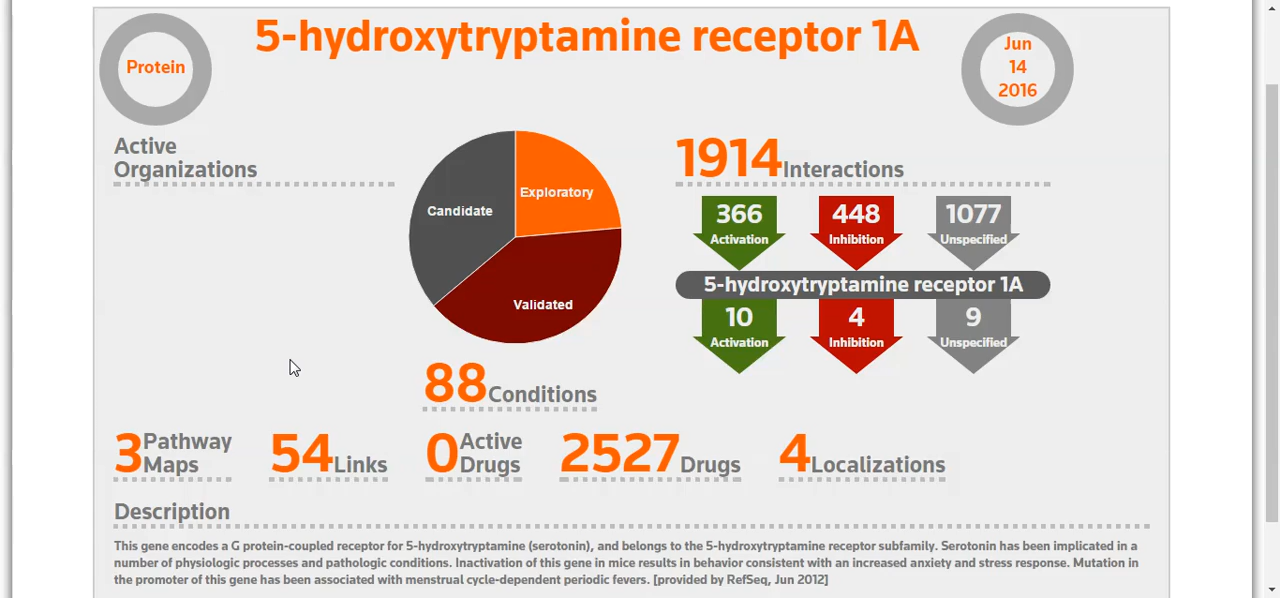 5-hydroxytryptamine receptor 1A
Protein
Jun
14
2016
Active
Organizations
Candidate
Exploratory
Validated
88 Conditions
1914 Interactions
366
Activation
448
Inhibition
1077
Unspecified
5-hydroxytryptamine receptor 1A
10
Activation
4
Inhibition
9
Unspecified
3 Pathway Maps
54 Links
0 Active Drugs
2527 Drugs
4 Localizations
Description
This gene encodes a G protein-coupled receptor for 5-hydroxytryptamine (serotonin), and belongs to the 5-hydroxytryptamine receptor subfamily. Serotonin has been implicated in a
number of physiologic processes and pathologic conditions. Inactivation of this gene in mice results in behavior consistent with an increased anxiety and stress response. Mutation in
the promoter of this gene has been associated with menstrual cycle-dependent periodic fevers. [provided by RefSeq, Jun 2012]